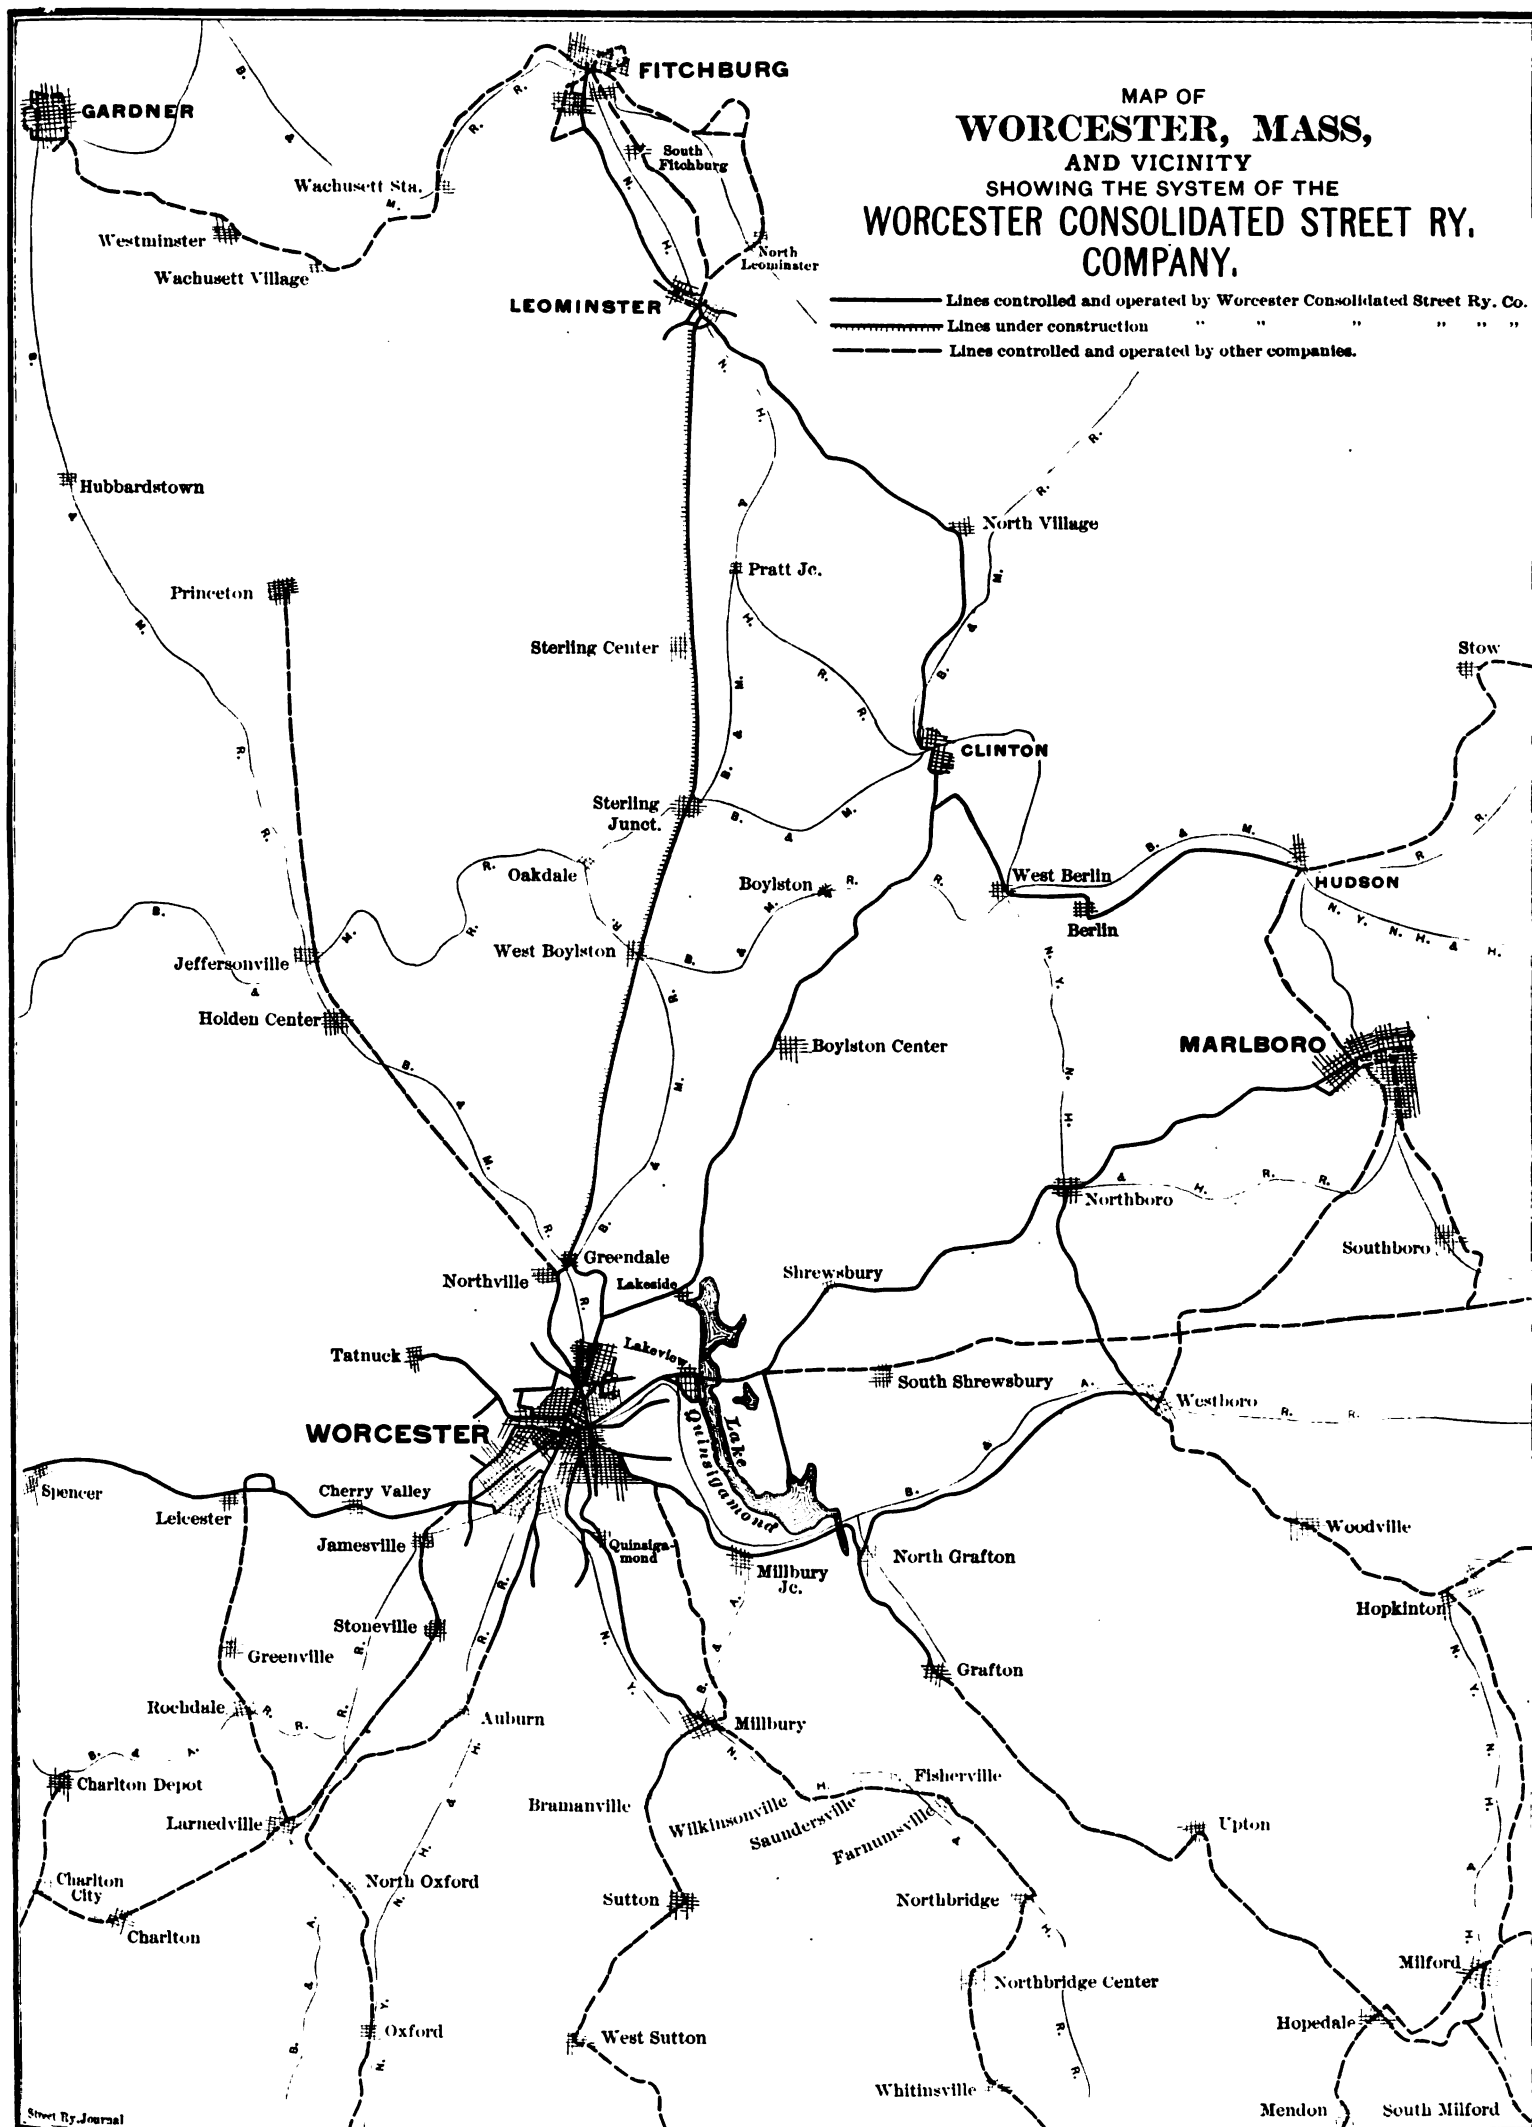 MAP OF
WORCESTER, MASS,
AND VICINITY
SHOWING THE SYSTEM OF THE
WORCESTER CONSOLIDATED STREET RY.
COMPANY.
Lines controlled and operated by Worcester Consolidated Street Ry. Co.
Lines under construction " " " " " "
Lines controlled and operated by other companies.
FITCHBURG
GARDNER
B.
&
R.
R.
M.
South
Fitchburg
Wachusett Sta.
Westminster
Wachusett Village
North
Leominster
LEOMINSTER
N.
H.
B.
N.
H.
&
R.
R.
Hubbardstown
&
North Village
Pratt Jc.
Princeton
M.
H.
M.
&
B.
Sterling Center
R.
R.
M.
&
B.
Stow
R.
R.
CLINTON
Sterling
Junct.
B.
&
M.
B.
&
M.
R
R.
Oakdale
R.
R.
Boylston
R.
R.
West Berlin
HUDSON
Berlin
N. Y. N. H. & H.
B.
M.
Jeffersonville
&
West Boylston
R.
B.
&
M.
N.
Y.
N.
H.
Holden Center
B.
&
M.
R.
R.
M.
&
B.
Boylston Center
MARLBORO
Northboro
&
H.
R.
R.
Southboro
Greendale
Northville
Lakeside
R.
Shrewsbury
Tatnuck
Lakeview
South Shrewsbury
Lake
Quinsigamond
WORCESTER
A.
&
B.
Westboro
R.
R.
Spencer
Leicester
Cherry Valley
Jamesville
Quinsiga-
mond
Millbury
Jc.
North Grafton
Woodville
Hopkinton
Stoneville
R.
R.
Greenville
R.
R.
N.
Y.
A.
&
B.
Grafton
N.
Y.
N.
H.
&
H.
Rochdale
R.
R.
Auburn
Millbury
N.
H.
B. & A.
Charlton Depot
H.
&
H.
N.
Bramanville
Wilkinsonville
Saundersville
Fisherville
Farnumsville
&
Larnedville
Upton
Charlton
City
North Oxford
Sutton
Northbridge
Charlton
A.
&
B.
H.
R.
R.
Northbridge Center
Milford
Y.
N.
Oxford
West Sutton
Hopedale
Whitinsville
Mendon
South Milford
Street Ry. Journal